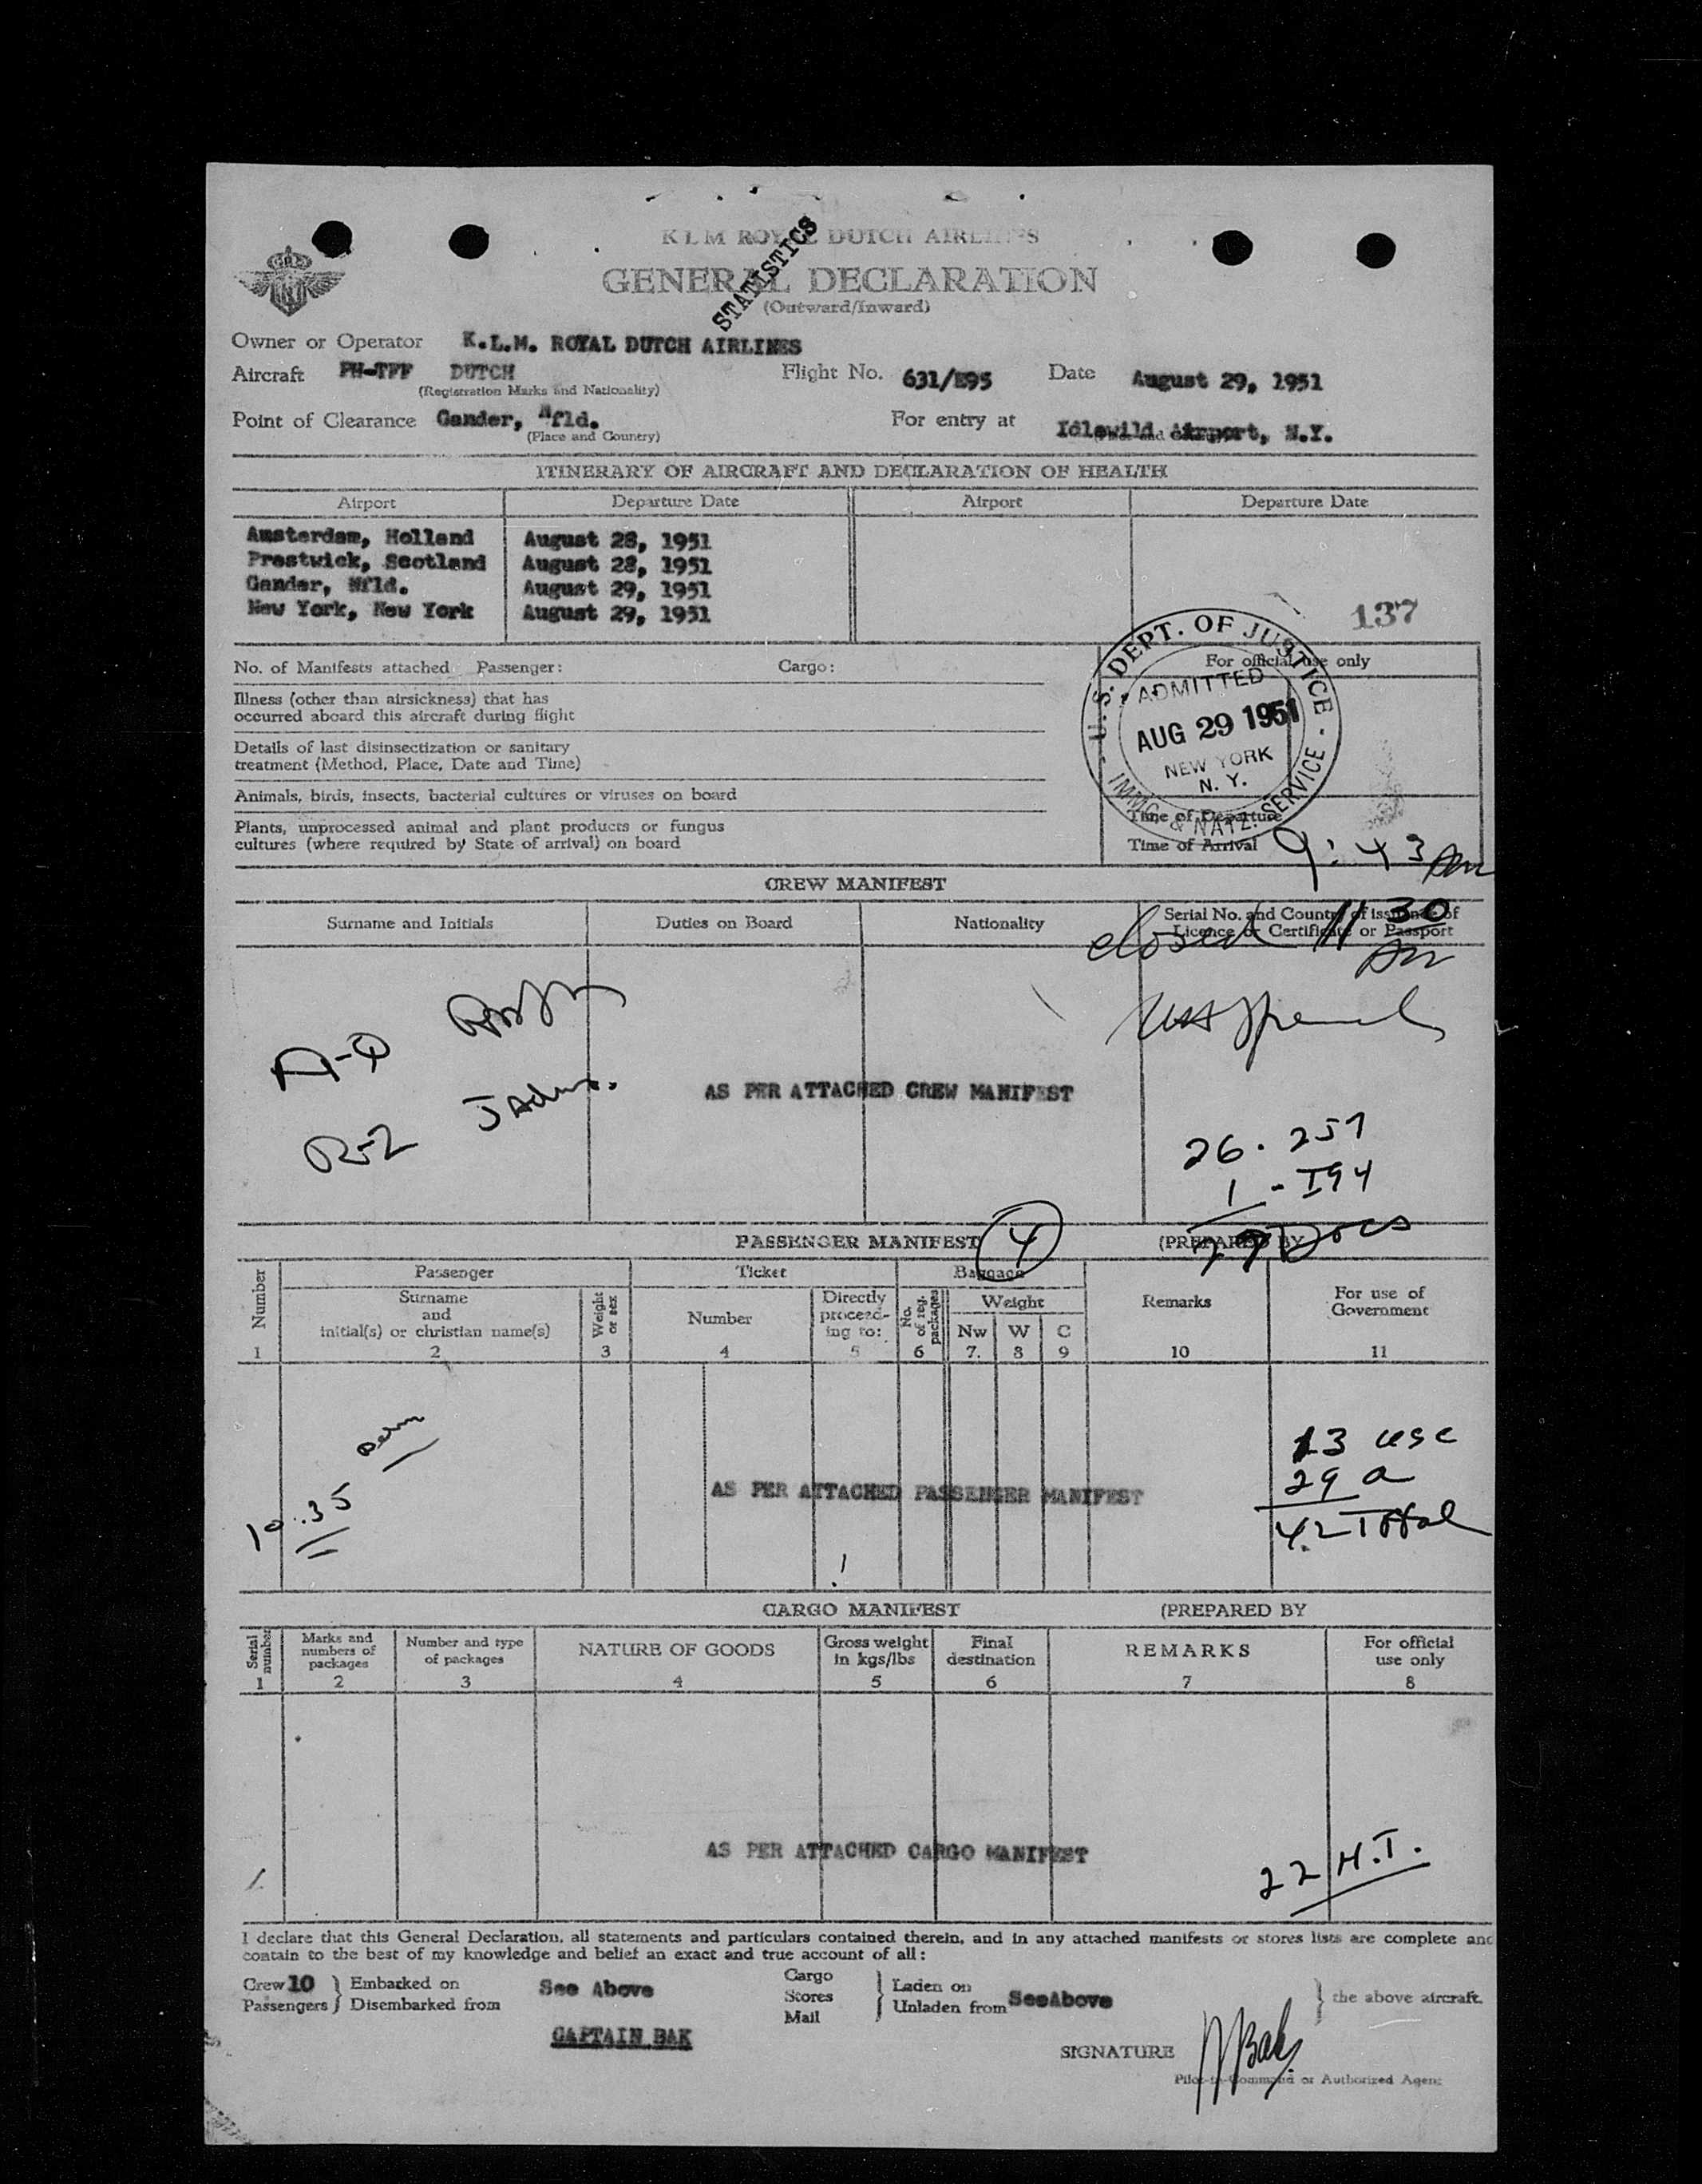 STATISTICS
K L M ROYAL DUTCH AIRLINES
GENERAL DECLARATION
(Outward/Inward)
Owner or Operator K.L.M. ROYAL DUTCH AIRLINES
Aircraft PH-TFF DUTCH Flight No. 631/E95 Date August 29, 1951
(Registration Marks and Nationality)
Point of Clearance Gander, Nfld. For entry at Idlewild Airport, N.Y.
(Place and Country)
ITINERARY OF AIRCRAFT AND DECLARATION OF HEALTH
Airport Departure Date Airport Departure Date
Amsterdam, Holland August 28, 1951
Prestwick, Scotland August 28, 1951
Gander, Nfld. August 29, 1951
New York, New York August 29, 1951
137
No. of Manifests attached Passenger: Cargo: For official use only
Illness (other than airsickness) that has
occurred aboard this aircraft during flight
Details of last disinsectization or sanitary
treatment (Method, Place, Date and Time)
Animals, birds, insects, bacterial cultures or viruses on board
Plants, unprocessed animal and plant products or fungus
cultures (where required by State of arrival) on board
U.S. DEPT. OF JUSTICE
ADMITTED
AUG 29 1951
NEW YORK
N. Y.
IMMG. & NATZ. SERVICE
Time of Departure
Time of Arrival 9:43 Am
CREW MANIFEST
Surname and Initials Duties on Board Nationality Serial No. and Country of issuance of
Licence or Certificate or Passport
closed 11 30
Am
A-Q
R-Z
AS PER ATTACHED CREW MANIFEST
26. 257
1 - I94
Docs
PASSENGER MANIFEST 4 (PREPARED BY
Number Passenger Ticket Baggage
Surname
and
initial(s) or christian name(s)
Weight or sex
Number
Directly
proceed-
ing to:
No. of reg. packages
Weight
Nw W C
Remarks
For use of
Government
1 2 3 4 5 6 7. 8 9 10 11
10:35
AS PER ATTACHED PASSENGER MANIFEST
13 usc
29 a
42 Total
CARGO MANIFEST (PREPARED BY
Serial number
Marks and
numbers of
packages
Number and type
of packages
NATURE OF GOODS
Gross weight
in kgs/lbs
Final
destination
REMARKS
For official
use only
1 2 3 4 5 6 7 8
AS PER ATTACHED CARGO MANIFEST
22 H.T.
I declare that this General Declaration, all statements and particulars contained therein, and in any attached manifests or stores lists are complete and
contain to the best of my knowledge and belief an exact and true account of all:
Crew 10 Embarked on See Above Cargo Laden on
Passengers Disembarked from Stores Unladen from SeeAbove the above aircraft.
Mail
CAPTAIN BAK
SIGNATURE Bak
Pilot-in-Command or Authorized Agent